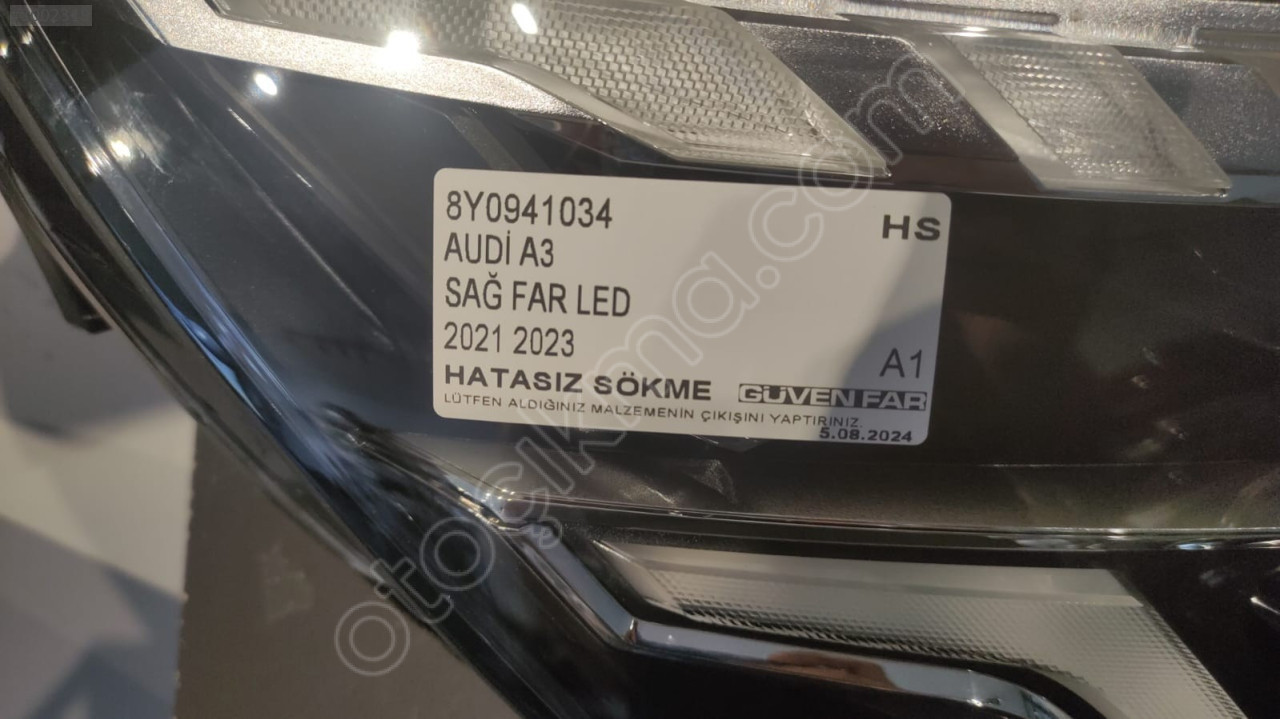 8Y0941034
HS
AUDİ A3
SAĞ FAR LED
2021 2023
A1
HATASIZ SÖKME
GÜVEN FAR
LÜTFEN ALDIĞINIZ MALZEMENİN ÇIKIŞINI YAPTIRINIZ.
5.08.2024
otoçıkma.com